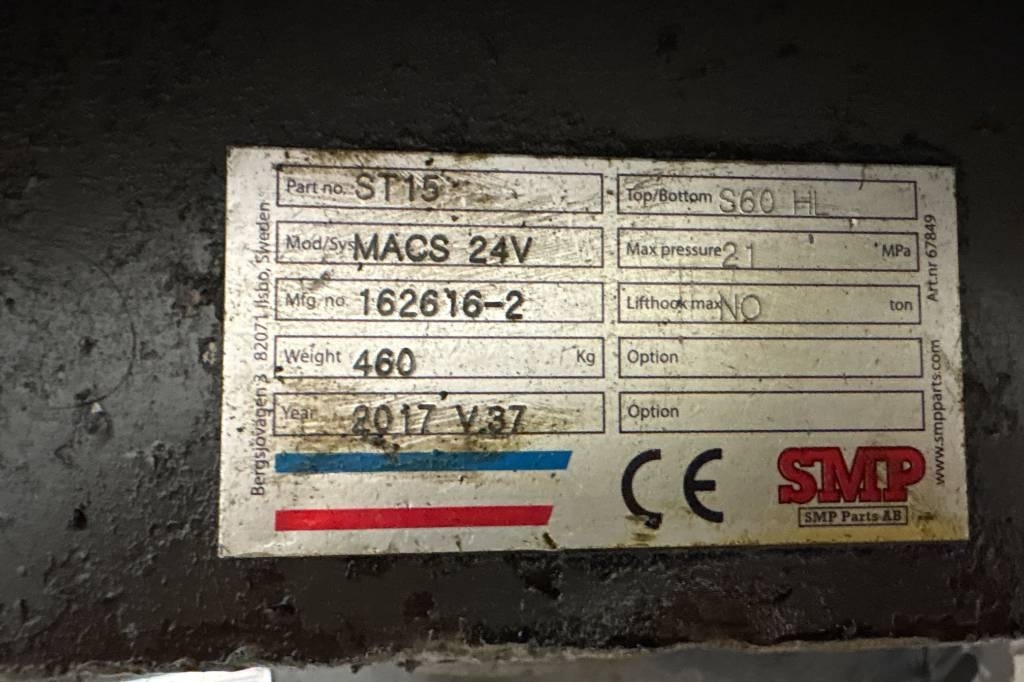 Part no. ST15
Mod/Sys MACS 24V
Mfg. no. 162616-2
Weight 460 Kg
Year 2017 V.37
Top/Bottom S60 HL
Max pressure 21 MPa
Lifthook max NO ton
Option
Option
CE
SMP
SMP Parts AB
Bergsjövägen 3 82071 Ilsbo, Sweden
www.smpparts.com Art.nr 67849